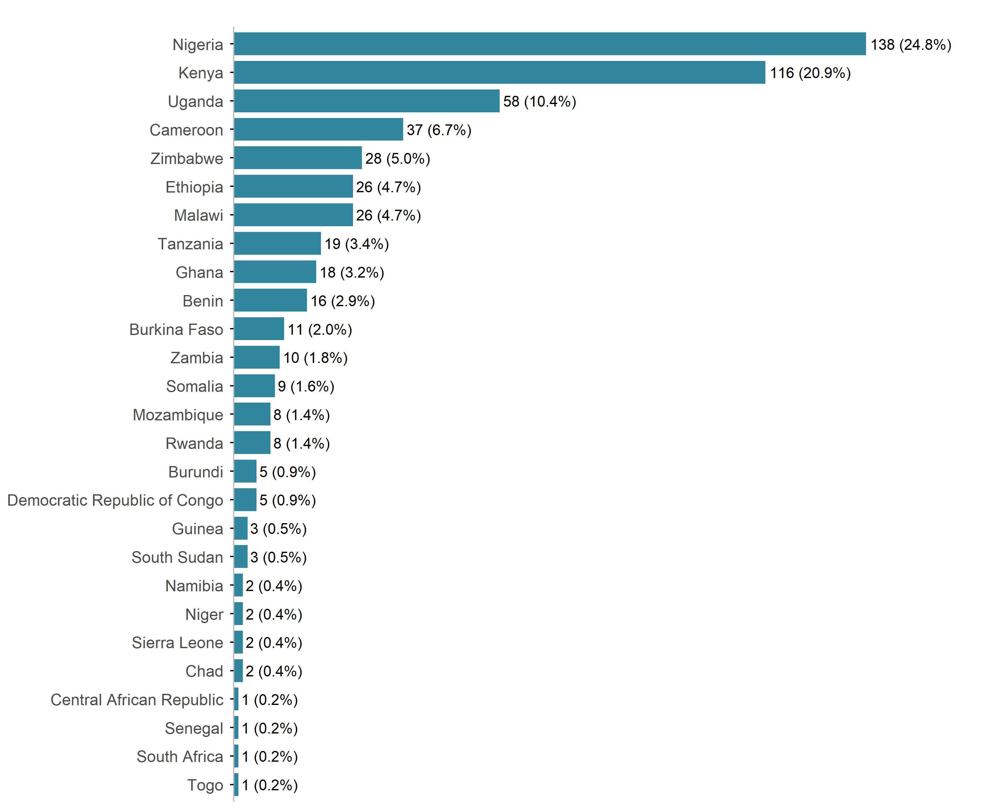 Nigeria 138 (24.8%)
Kenya 116 (20.9%)
Uganda 58 (10.4%)
Cameroon 37 (6.7%)
Zimbabwe 28 (5.0%)
Ethiopia 26 (4.7%)
Malawi 26 (4.7%)
Tanzania 19 (3.4%)
Ghana 18 (3.2%)
Benin 16 (2.9%)
Burkina Faso 11 (2.0%)
Zambia 10 (1.8%)
Somalia 9 (1.6%)
Mozambique 8 (1.4%)
Rwanda 8 (1.4%)
Burundi 5 (0.9%)
Democratic Republic of Congo 5 (0.9%)
Guinea 3 (0.5%)
South Sudan 3 (0.5%)
Namibia 2 (0.4%)
Niger 2 (0.4%)
Sierra Leone 2 (0.4%)
Chad 2 (0.4%)
Central African Republic 1 (0.2%)
Senegal 1 (0.2%)
South Africa 1 (0.2%)
Togo 1 (0.2%)